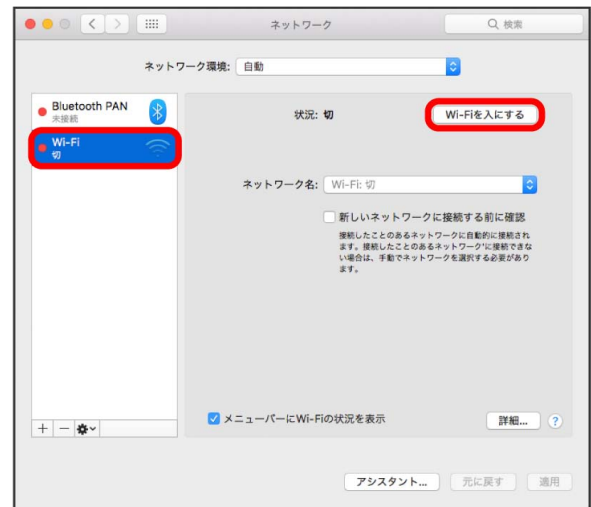 ネットワーク
検索
ネットワーク環境: 自動
Bluetooth PAN
未接続
Wi-Fi
切
状況: 切
Wi-Fiを入にする
ネットワーク名: Wi-Fi: 切
新しいネットワークに接続する前に確認
接続したことのあるネットワークに自動的に接続され
ます。接続したことのあるネットワークに接続できな
い場合は、手動でネットワークを選択する必要があり
ます。
メニューバーにWi-Fiの状況を表示
詳細... ?
アシスタント... 元に戻す 適用